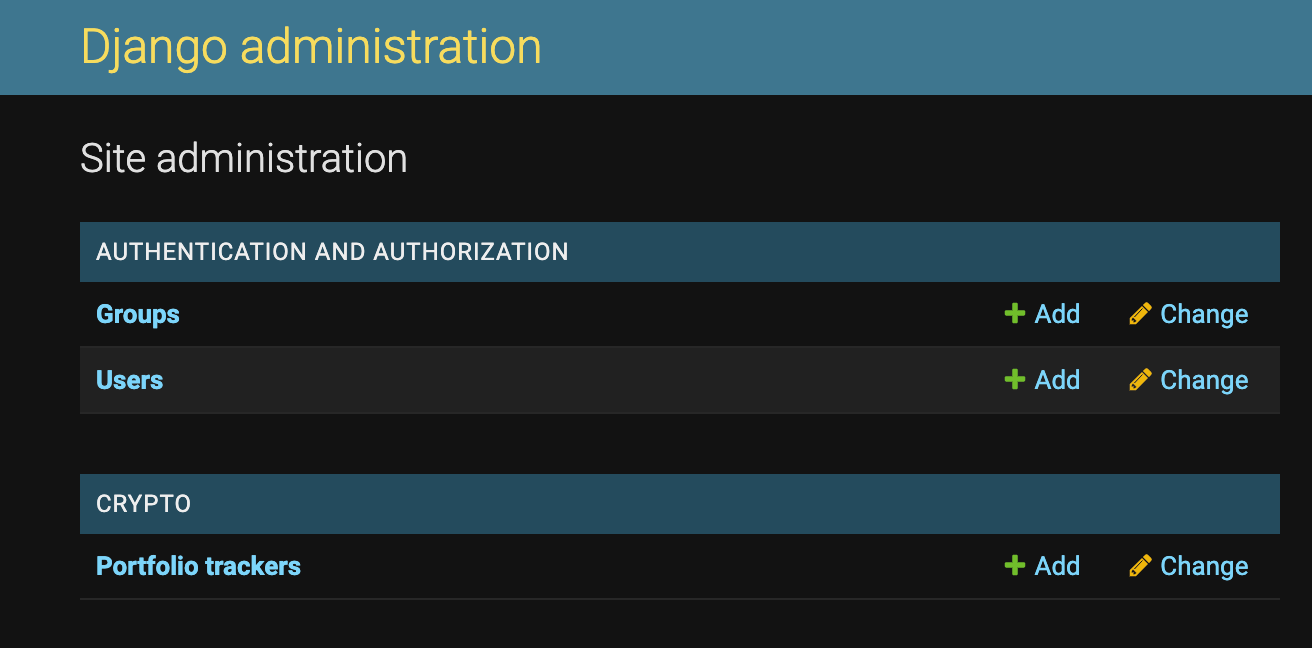 Django administration
Site administration
AUTHENTICATION AND AUTHORIZATION
Groups Add Change
Users Add Change
CRYPTO
Portfolio trackers Add Change